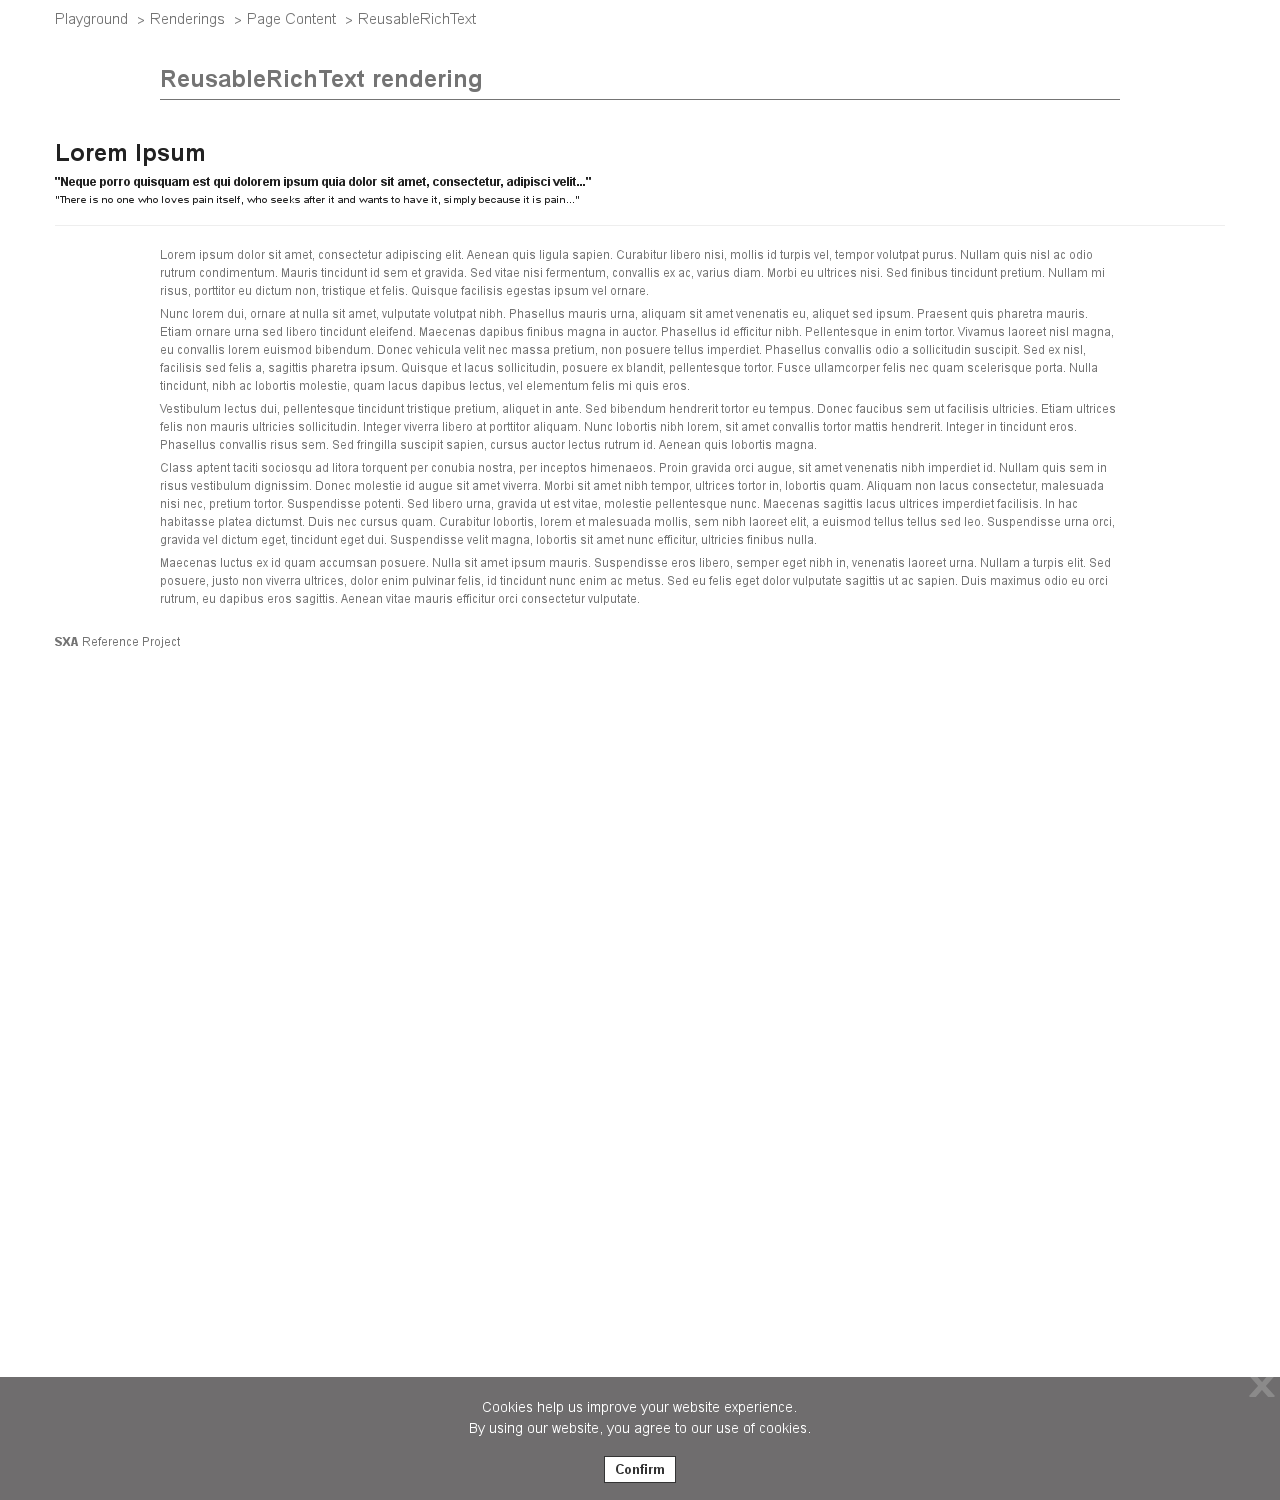 Playground > Renderings > Page Content > ReusableRichText
ReusableRichText rendering
Lorem Ipsum
"Neque porro quisquam est qui dolorem ipsum quia dolor sit amet, consectetur, adipisci velit..."
"There is no one who loves pain itself, who seeks after it and wants to have it, simply because it is pain..."
Lorem ipsum dolor sit amet, consectetur adipiscing elit. Aenean quis ligula sapien. Curabitur libero nisi, mollis id turpis vel, tempor volutpat purus. Nullam quis nisl ac odio
rutrum condimentum. Mauris tincidunt id sem et gravida. Sed vitae nisi fermentum, convallis ex ac, varius diam. Morbi eu ultrices nisi. Sed finibus tincidunt pretium. Nullam mi
risus, porttitor eu dictum non, tristique et felis. Quisque facilisis egestas ipsum vel ornare.
Nunc lorem dui, ornare at nulla sit amet, vulputate volutpat nibh. Phasellus mauris urna, aliquam sit amet venenatis eu, aliquet sed ipsum. Praesent quis pharetra mauris.
Etiam ornare urna sed libero tincidunt eleifend. Maecenas dapibus finibus magna in auctor. Phasellus id efficitur nibh. Pellentesque in enim tortor. Vivamus laoreet nisl magna,
eu convallis lorem euismod bibendum. Donec vehicula velit nec massa pretium, non posuere tellus imperdiet. Phasellus convallis odio a sollicitudin suscipit. Sed ex nisl,
facilisis sed felis a, sagittis pharetra ipsum. Quisque et lacus sollicitudin, posuere ex blandit, pellentesque tortor. Fusce ullamcorper felis nec quam scelerisque porta. Nulla
tincidunt, nibh ac lobortis molestie, quam lacus dapibus lectus, vel elementum felis mi quis eros.
Vestibulum lectus dui, pellentesque tincidunt tristique pretium, aliquet in ante. Sed bibendum hendrerit tortor eu tempus. Donec faucibus sem ut facilisis ultricies. Etiam ultrices
felis non mauris ultricies sollicitudin. Integer viverra libero at porttitor aliquam. Nunc lobortis nibh lorem, sit amet convallis tortor mattis hendrerit. Integer in tincidunt eros.
Phasellus convallis risus sem. Sed fringilla suscipit sapien, cursus auctor lectus rutrum id. Aenean quis lobortis magna.
Class aptent taciti sociosqu ad litora torquent per conubia nostra, per inceptos himenaeos. Proin gravida orci augue, sit amet venenatis nibh imperdiet id. Nullam quis sem in
risus vestibulum dignissim. Donec molestie id augue sit amet viverra. Morbi sit amet nibh tempor, ultrices tortor in, lobortis quam. Aliquam non lacus consectetur, malesuada
nisi nec, pretium tortor. Suspendisse potenti. Sed libero urna, gravida ut est vitae, molestie pellentesque nunc. Maecenas sagittis lacus ultrices imperdiet facilisis. In hac
habitasse platea dictumst. Duis nec cursus quam. Curabitur lobortis, lorem et malesuada mollis, sem nibh laoreet elit, a euismod tellus tellus sed leo. Suspendisse urna orci,
gravida vel dictum eget, tincidunt eget dui. Suspendisse velit magna, lobortis sit amet nunc efficitur, ultricies finibus nulla.
Maecenas luctus ex id quam accumsan posuere. Nulla sit amet ipsum mauris. Suspendisse eros libero, semper eget nibh in, venenatis laoreet urna. Nullam a turpis elit. Sed
posuere, justo non viverra ultrices, dolor enim pulvinar felis, id tincidunt nunc enim ac metus. Sed eu felis eget dolor vulputate sagittis ut ac sapien. Duis maximus odio eu orci
rutrum, eu dapibus eros sagittis. Aenean vitae mauris efficitur orci consectetur vulputate.
SXA Reference Project
Cookies help us improve your website experience.
By using our website, you agree to our use of cookies.
Confirm